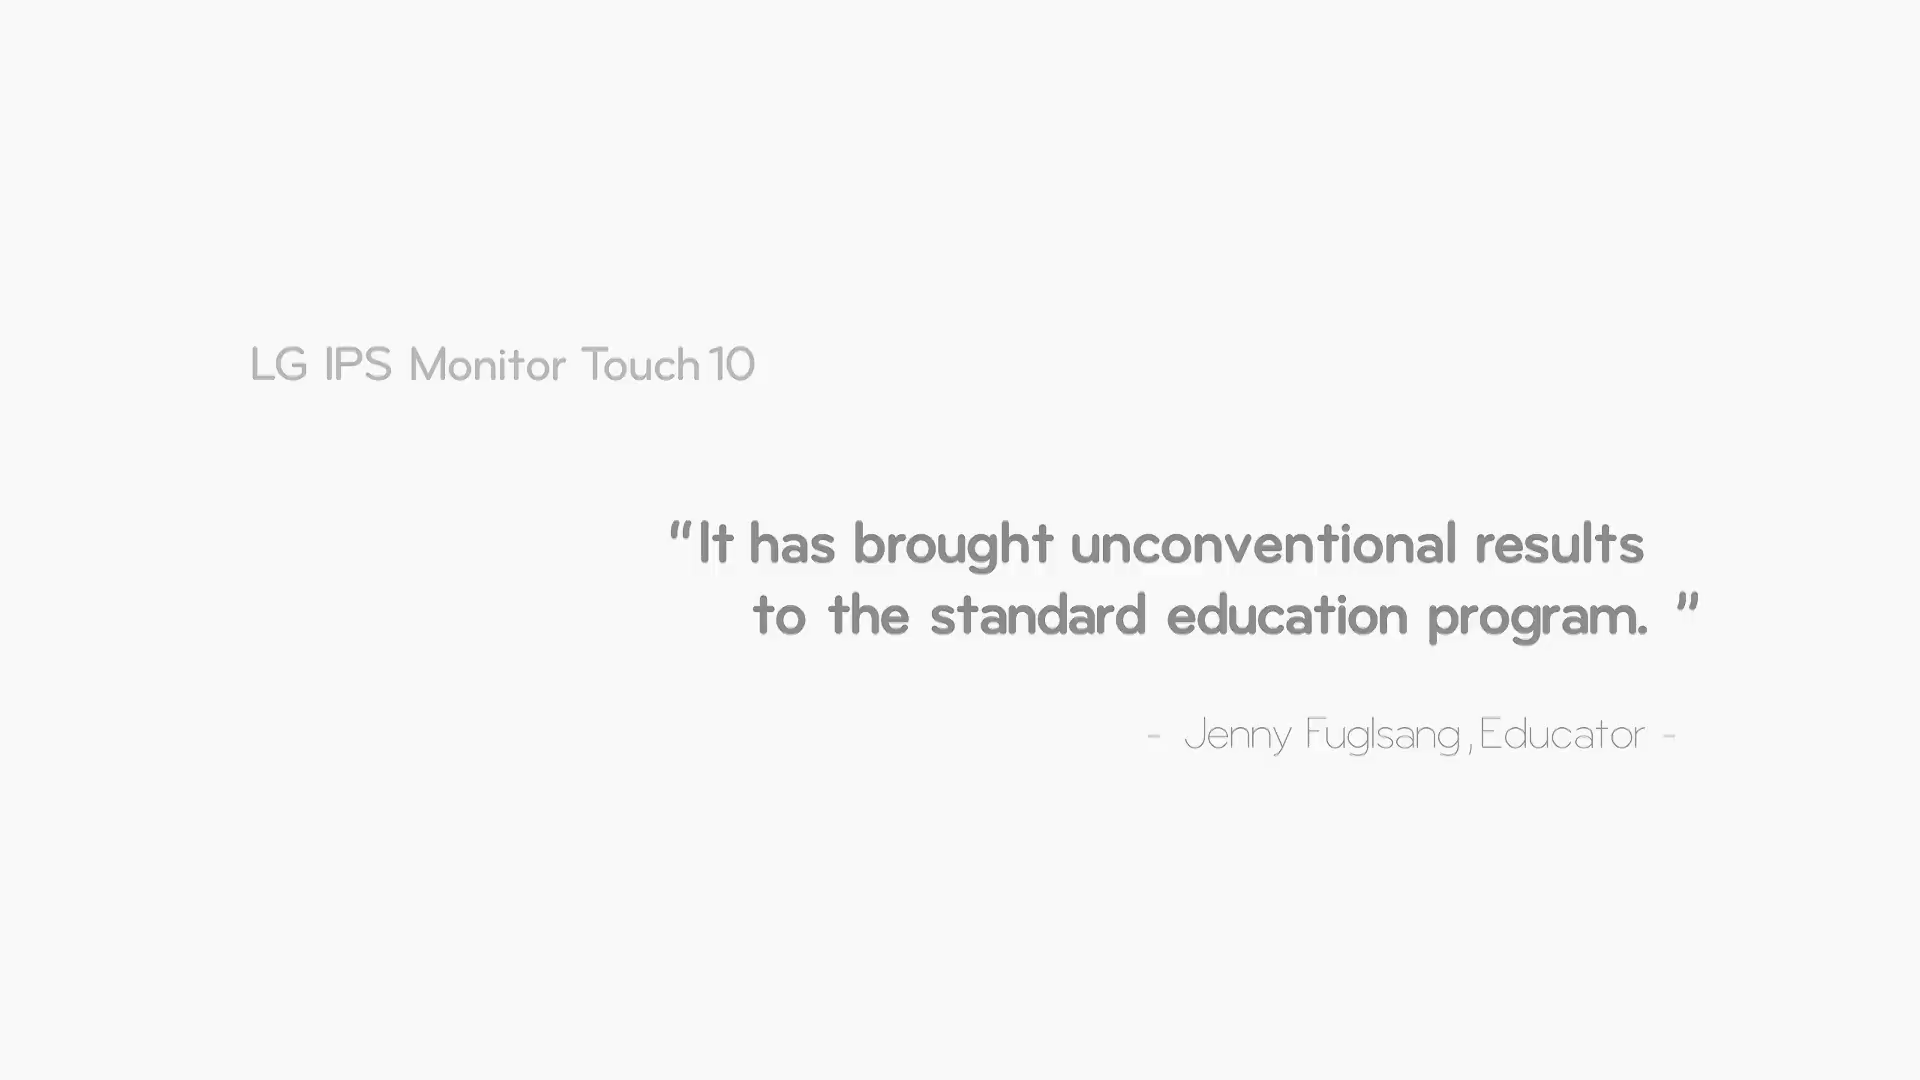 LG IPS Monitor Touch 10
“It has brought unconventional results
to the standard education program. ”
- Jenny Fuglsang, Educator -